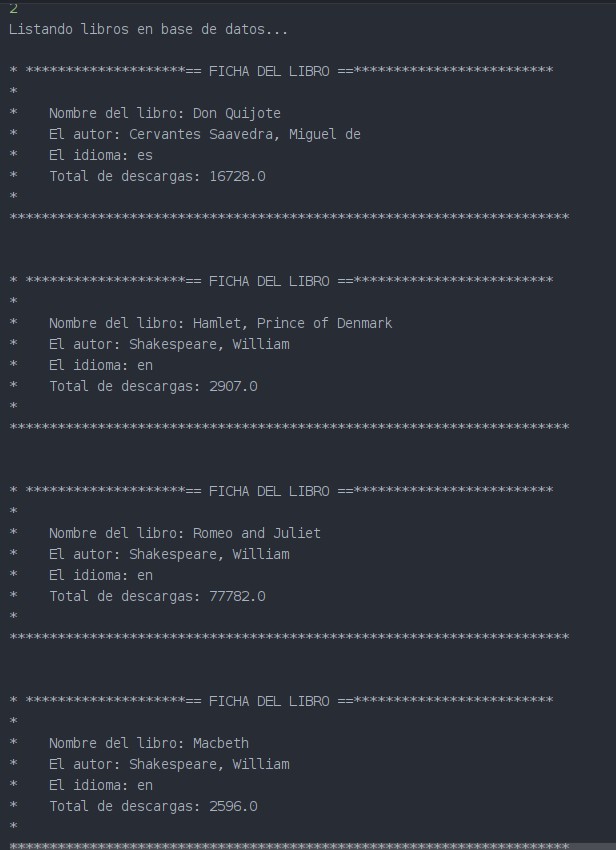 2
Listando libros en base de datos...
* ********************== FICHA DEL LIBRO ==*************************
*
*    Nombre del libro: Don Quijote
*    El autor: Cervantes Saavedra, Miguel de
*    El idioma: es
*    Total de descargas: 16728.0
*
**********************************************************************
* ********************== FICHA DEL LIBRO ==*************************
*
*    Nombre del libro: Hamlet, Prince of Denmark
*    El autor: Shakespeare, William
*    El idioma: en
*    Total de descargas: 2907.0
*
**********************************************************************
* ********************== FICHA DEL LIBRO ==*************************
*
*    Nombre del libro: Romeo and Juliet
*    El autor: Shakespeare, William
*    El idioma: en
*    Total de descargas: 77782.0
*
**********************************************************************
* ********************== FICHA DEL LIBRO ==*************************
*
*    Nombre del libro: Macbeth
*    El autor: Shakespeare, William
*    El idioma: en
*    Total de descargas: 2596.0
*
**********************************************************************